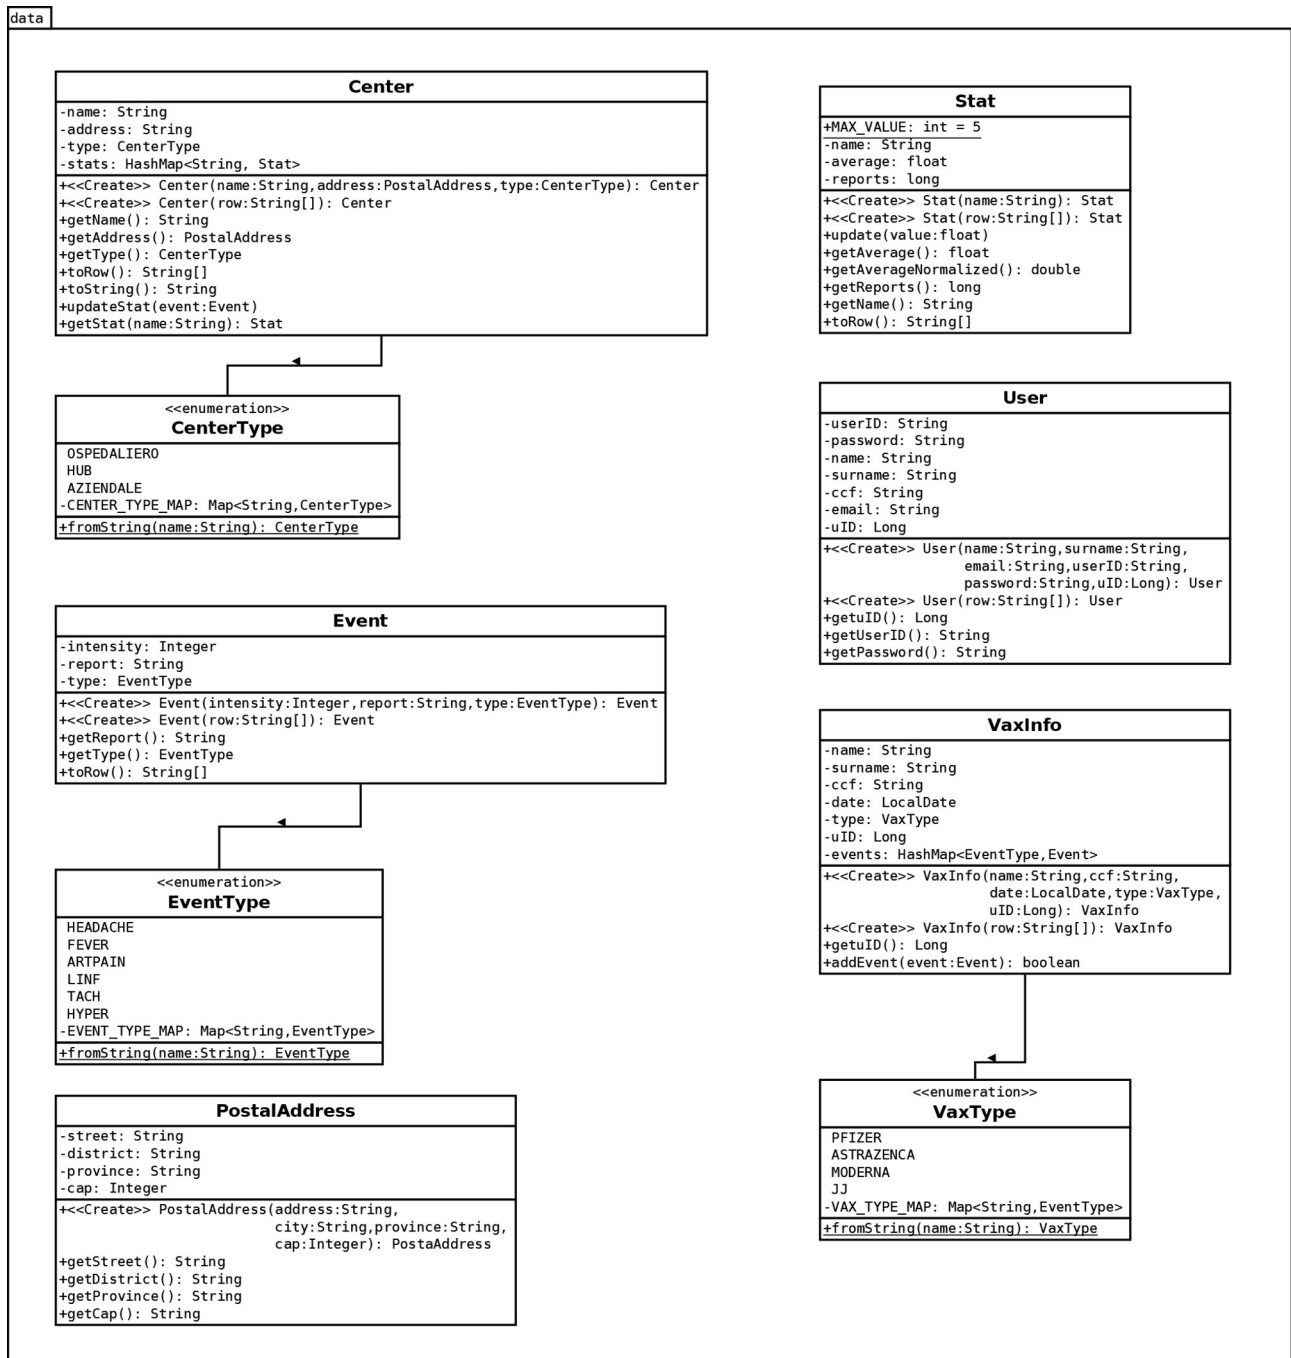 data
Center
-name: String
-address: String
-type: CenterType
-stats: HashMap<String, Stat>
+<<Create>> Center(name:String,address:PostalAddress,type:CenterType): Center
+<<Create>> Center(row:String[]): Center
+getName(): String
+getAddress(): PostalAddress
+getType(): CenterType
+toRow(): String[]
+toString(): String
+updateStat(event:Event)
+getStat(name:String): Stat
<<enumeration>>
CenterType
OSPEDALIERO
HUB
AZIENDALE
-CENTER_TYPE_MAP: Map<String,CenterType>
+fromString(name:String): CenterType
Event
-intensity: Integer
-report: String
-type: EventType
+<<Create>> Event(intensity:Integer,report:String,type:EventType): Event
+<<Create>> Event(row:String[]): Event
+getReport(): String
+getType(): EventType
+toRow(): String[]
<<enumeration>>
EventType
HEADACHE
FEVER
ARTPAIN
LINF
TACH
HYPER
-EVENT_TYPE_MAP: Map<String,EventType>
+fromString(name:String): EventType
PostalAddress
-street: String
-district: String
-province: String
-cap: Integer
+<<Create>> PostalAddress(address:String,
city:String,province:String,
cap:Integer): PostaAddress
+getStreet(): String
+getDistrict(): String
+getProvince(): String
+getCap(): String
Stat
+MAX_VALUE: int = 5
-name: String
-average: float
-reports: long
+<<Create>> Stat(name:String): Stat
+<<Create>> Stat(row:String[]): Stat
+update(value:float)
+getAverage(): float
+getAverageNormalized(): double
+getReports(): long
+getName(): String
+toRow(): String[]
User
-userID: String
-password: String
-name: String
-surname: String
-ccf: String
-email: String
-uID: Long
+<<Create>> User(name:String,surname:String,
email:String,userID:String,
password:String,uID:Long): User
+<<Create>> User(row:String[]): User
+getuID(): Long
+getUserID(): String
+getPassword(): String
VaxInfo
-name: String
-surname: String
-ccf: String
-date: LocalDate
-type: VaxType
-uID: Long
-events: HashMap<EventType,Event>
+<<Create>> VaxInfo(name:String,ccf:String,
date:LocalDate,type:VaxType,
uID:Long): VaxInfo
+<<Create>> VaxInfo(row:String[]): VaxInfo
+getuID(): Long
+addEvent(event:Event): boolean
<<enumeration>>
VaxType
PFIZER
ASTRAZENCA
MODERNA
JJ
-VAX_TYPE_MAP: Map<String,EventType>
+fromString(name:String): VaxType